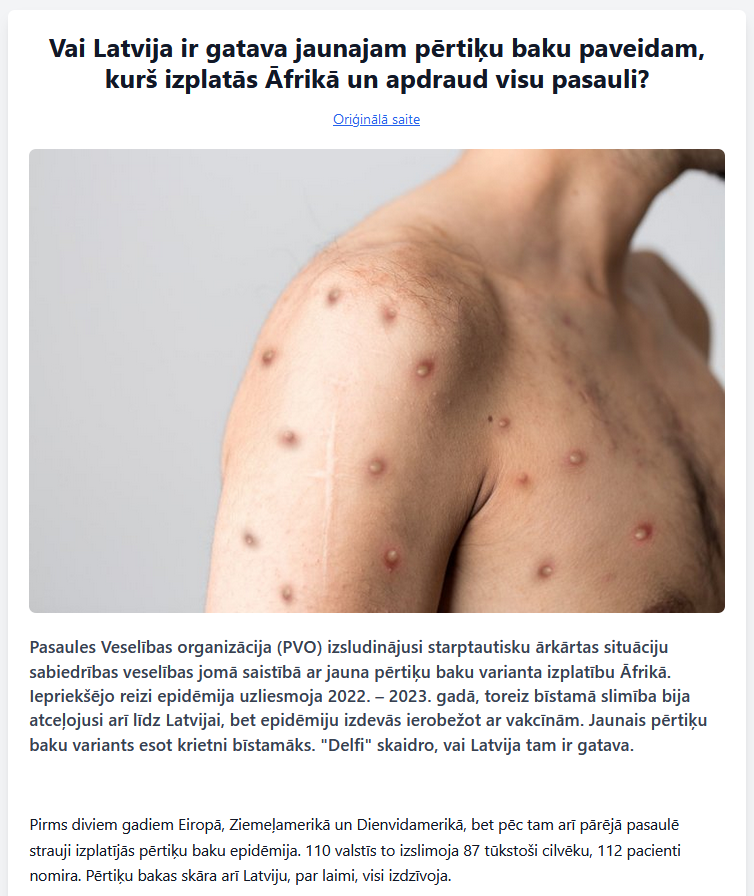 Vai Latvija ir gatava jaunajam pērtiķu baku paveidam,
kurš izplatās Āfrikā un apdraud visu pasauli?
Oriģinālā saite
Pasaules Veselības organizācija (PVO) izsludinājusi starptautisku ārkārtas situāciju
sabiedrības veselības jomā saistībā ar jauna pērtiķu baku varianta izplatību Āfrikā.
Iepriekšējo reizi epidēmija uzliesmoja 2022. – 2023. gadā, toreiz bīstamā slimība bija
atceļojusi arī līdz Latvijai, bet epidēmiju izdevās ierobežot ar vakcīnām. Jaunais pērtiķu
baku variants esot krietni bīstamāks. "Delfi" skaidro, vai Latvija tam ir gatava.
Pirms diviem gadiem Eiropā, Ziemeļamerikā un Dienvidamerikā, bet pēc tam arī pārējā pasaulē
strauji izplatījās pērtiķu baku epidēmija. 110 valstīs to izslimoja 87 tūkstoši cilvēku, 112 pacienti
nomira. Pērtiķu bakas skāra arī Latviju, par laimi, visi izdzīvoja.